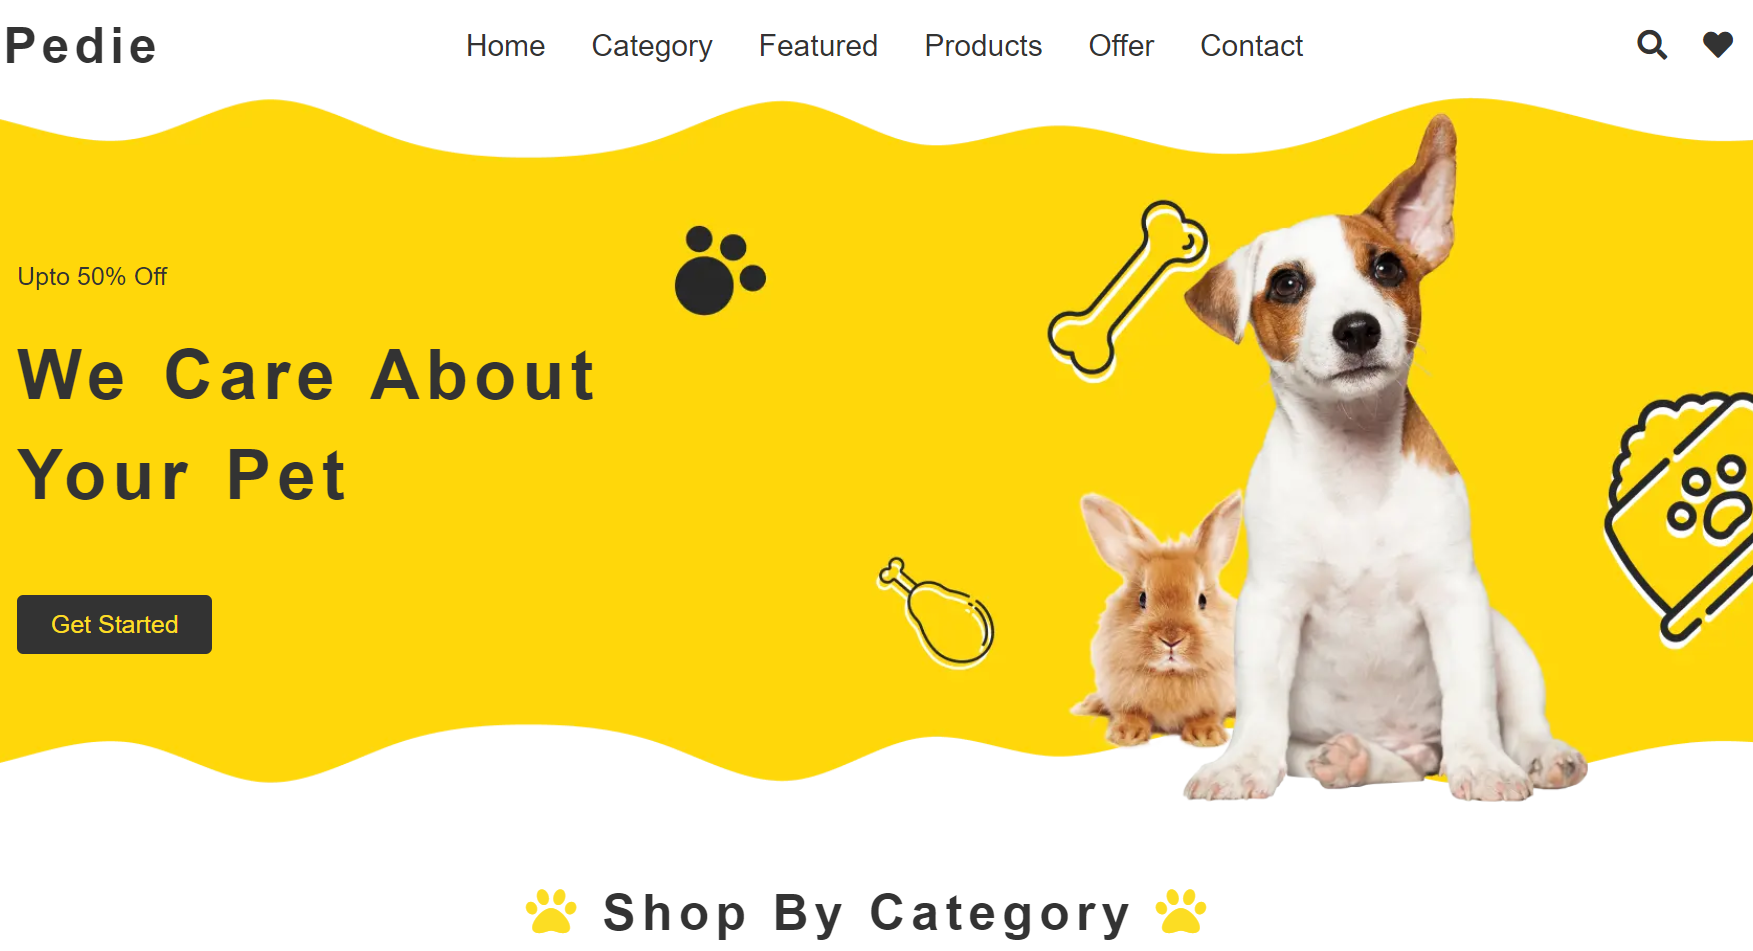 Pedie
Home Category Featured Products Offer Contact
Upto 50% Off
We Care About
Your Pet
Get Started
Shop By Category